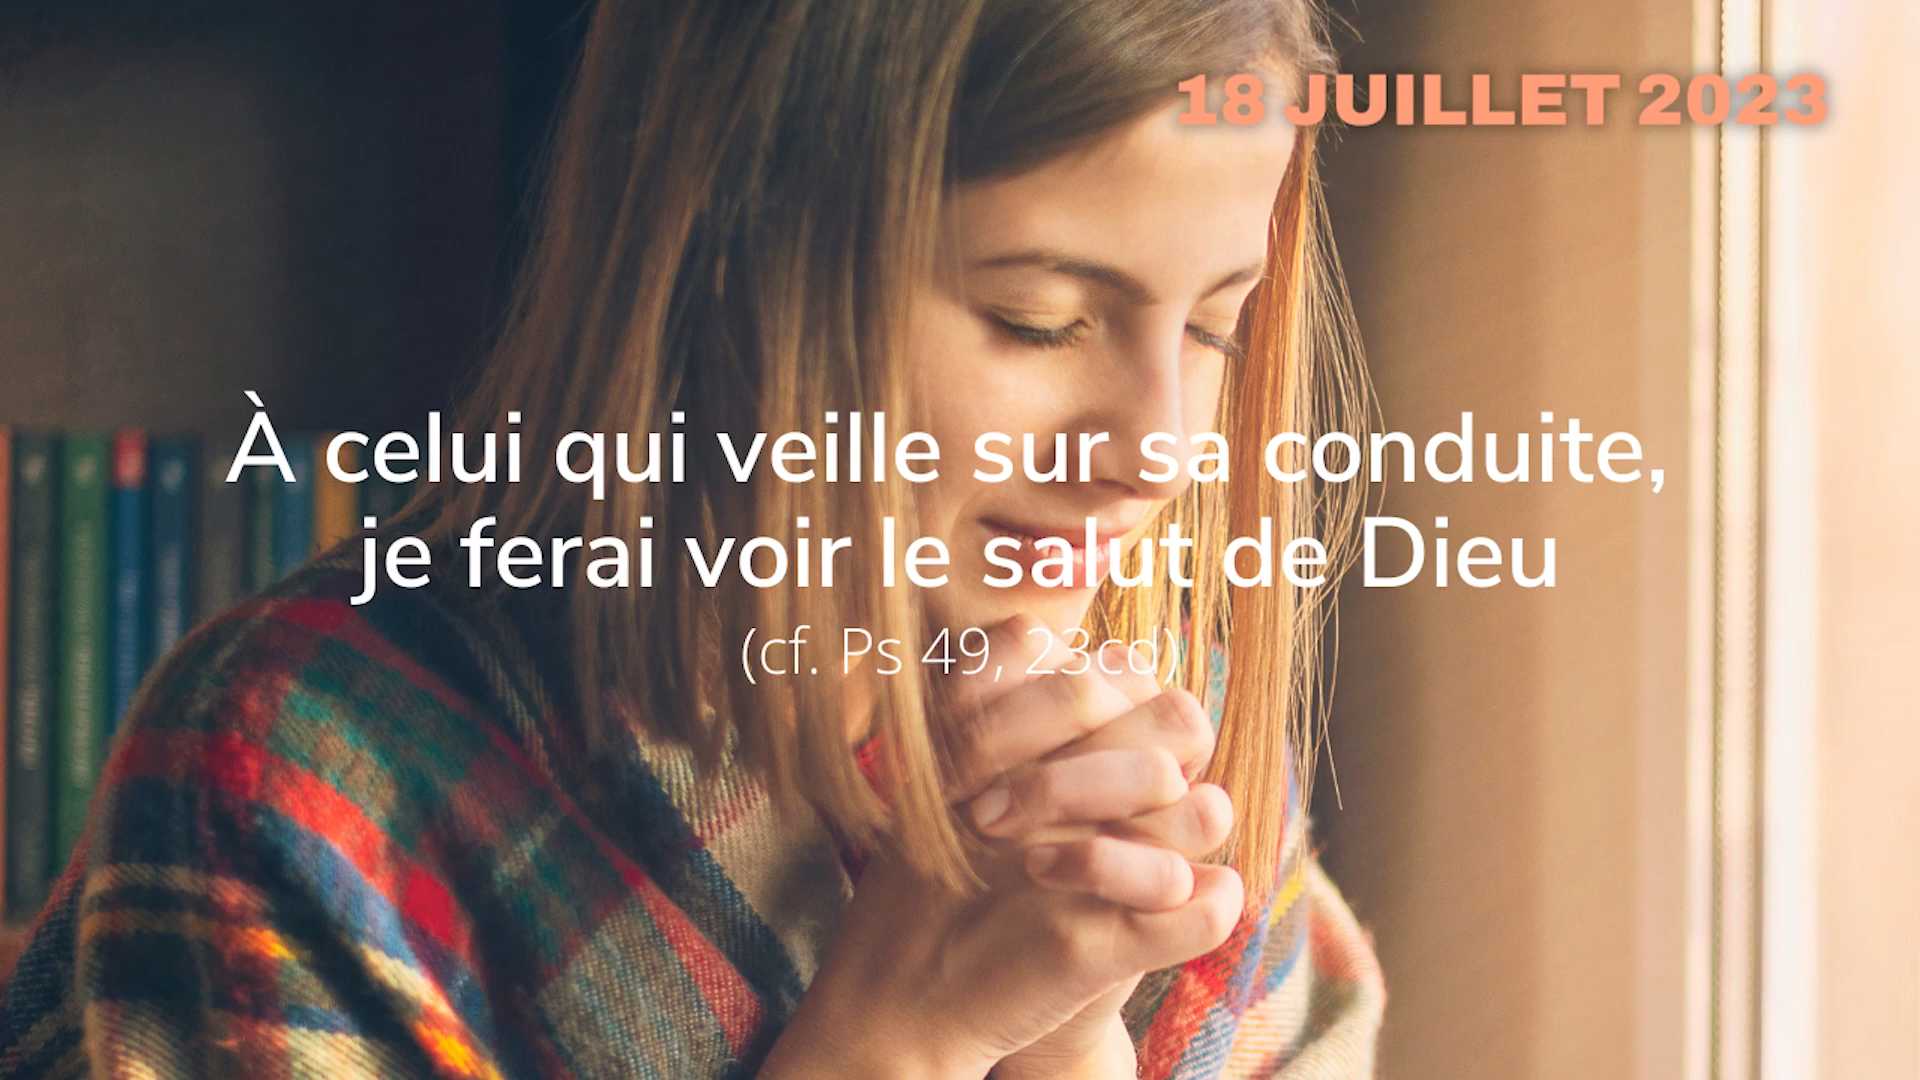 18 JUILLET 2023
À celui qui veille sur sa conduite,
je ferai voir le salut de Dieu
(cf. Ps 49, 23cd)